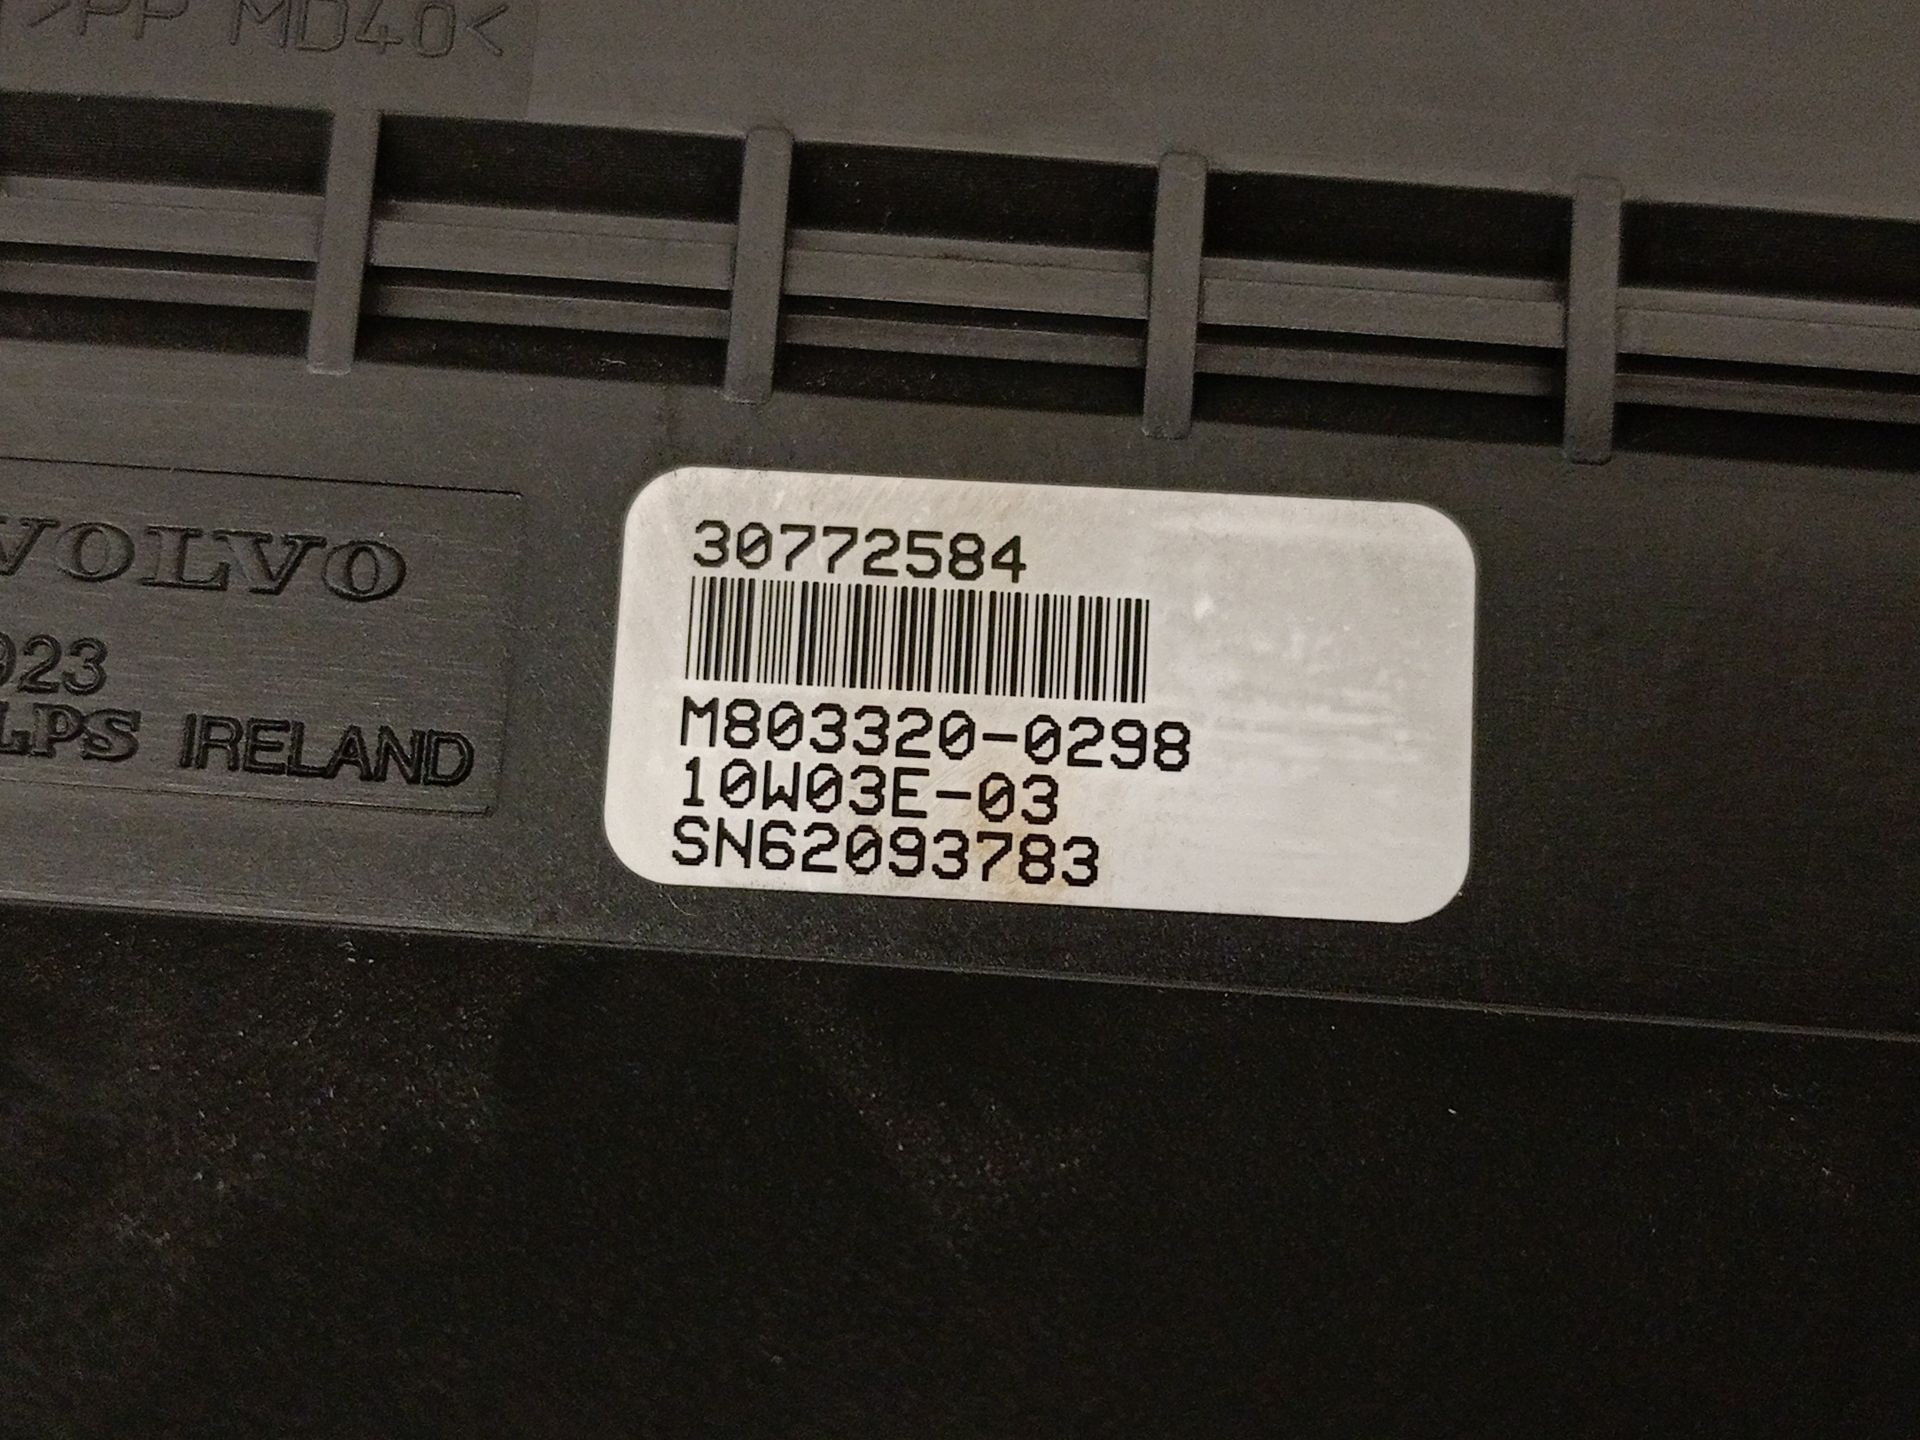 >PP MD40<
VOLVO
923
LPS IRELAND
30772584
M803320-0298
10W03E-03
SN62093783